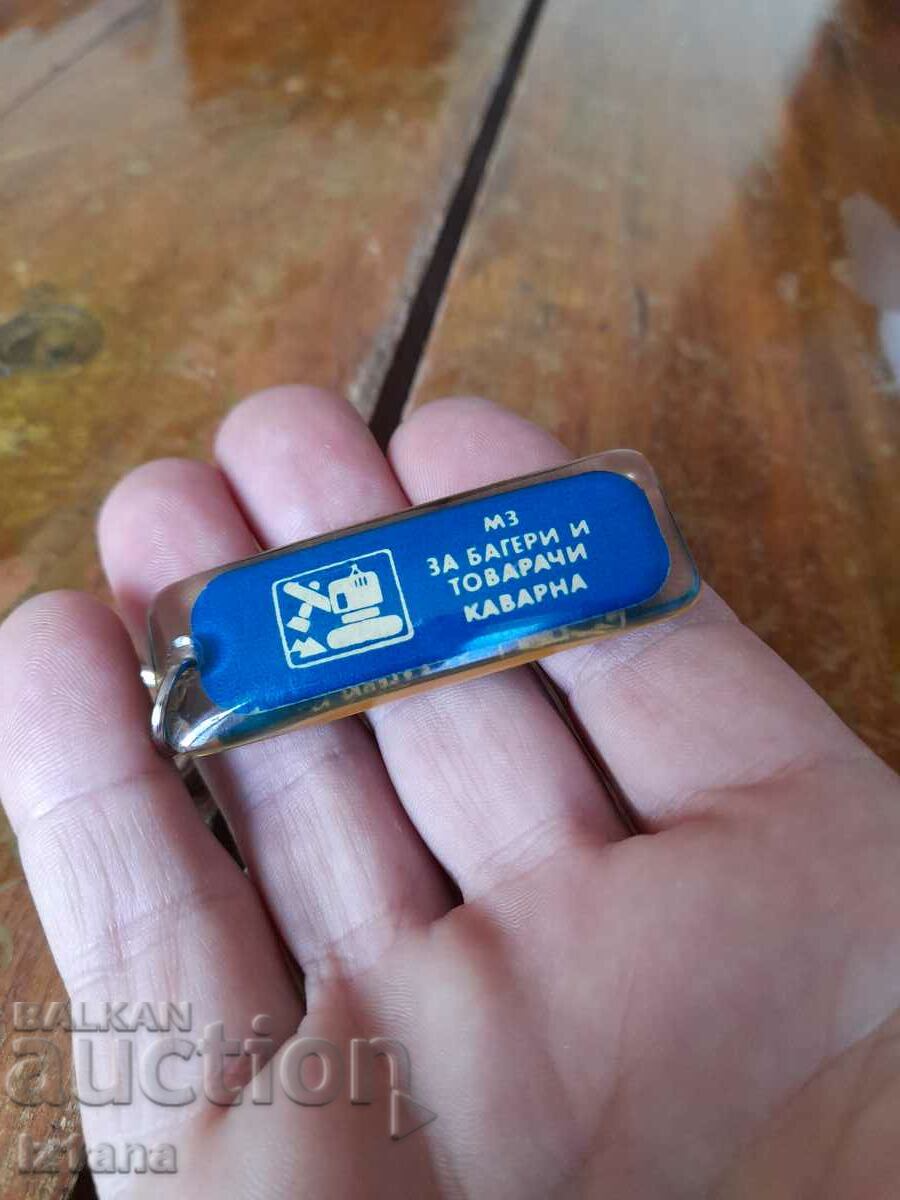 МЗ
ЗА БАГЕРИ И
ТОВАРАЧИ
КАВАРНА
BALKAN
auction
Iztana